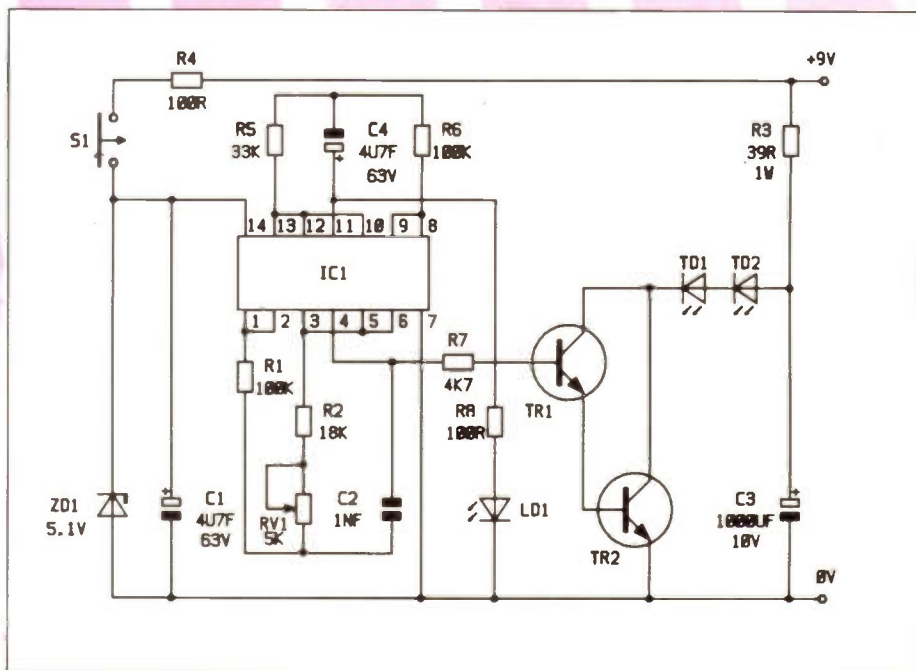 R4
100R
+9V
S1
R5
33K
C4
4U7F
63V
R6
100K
R3
39R
1W
14 13 12 11 10 9 8
IC1
TD1 TD2
1 2 3 4 5 6 7
R1
100K
R7
4K7
TR1
R2
18K
R8
100R
ZD1
5.1V
C1
4U7F
63V
RV1
5K
C2
1NF
LD1
TR2
C3
1000UF
10V
0V